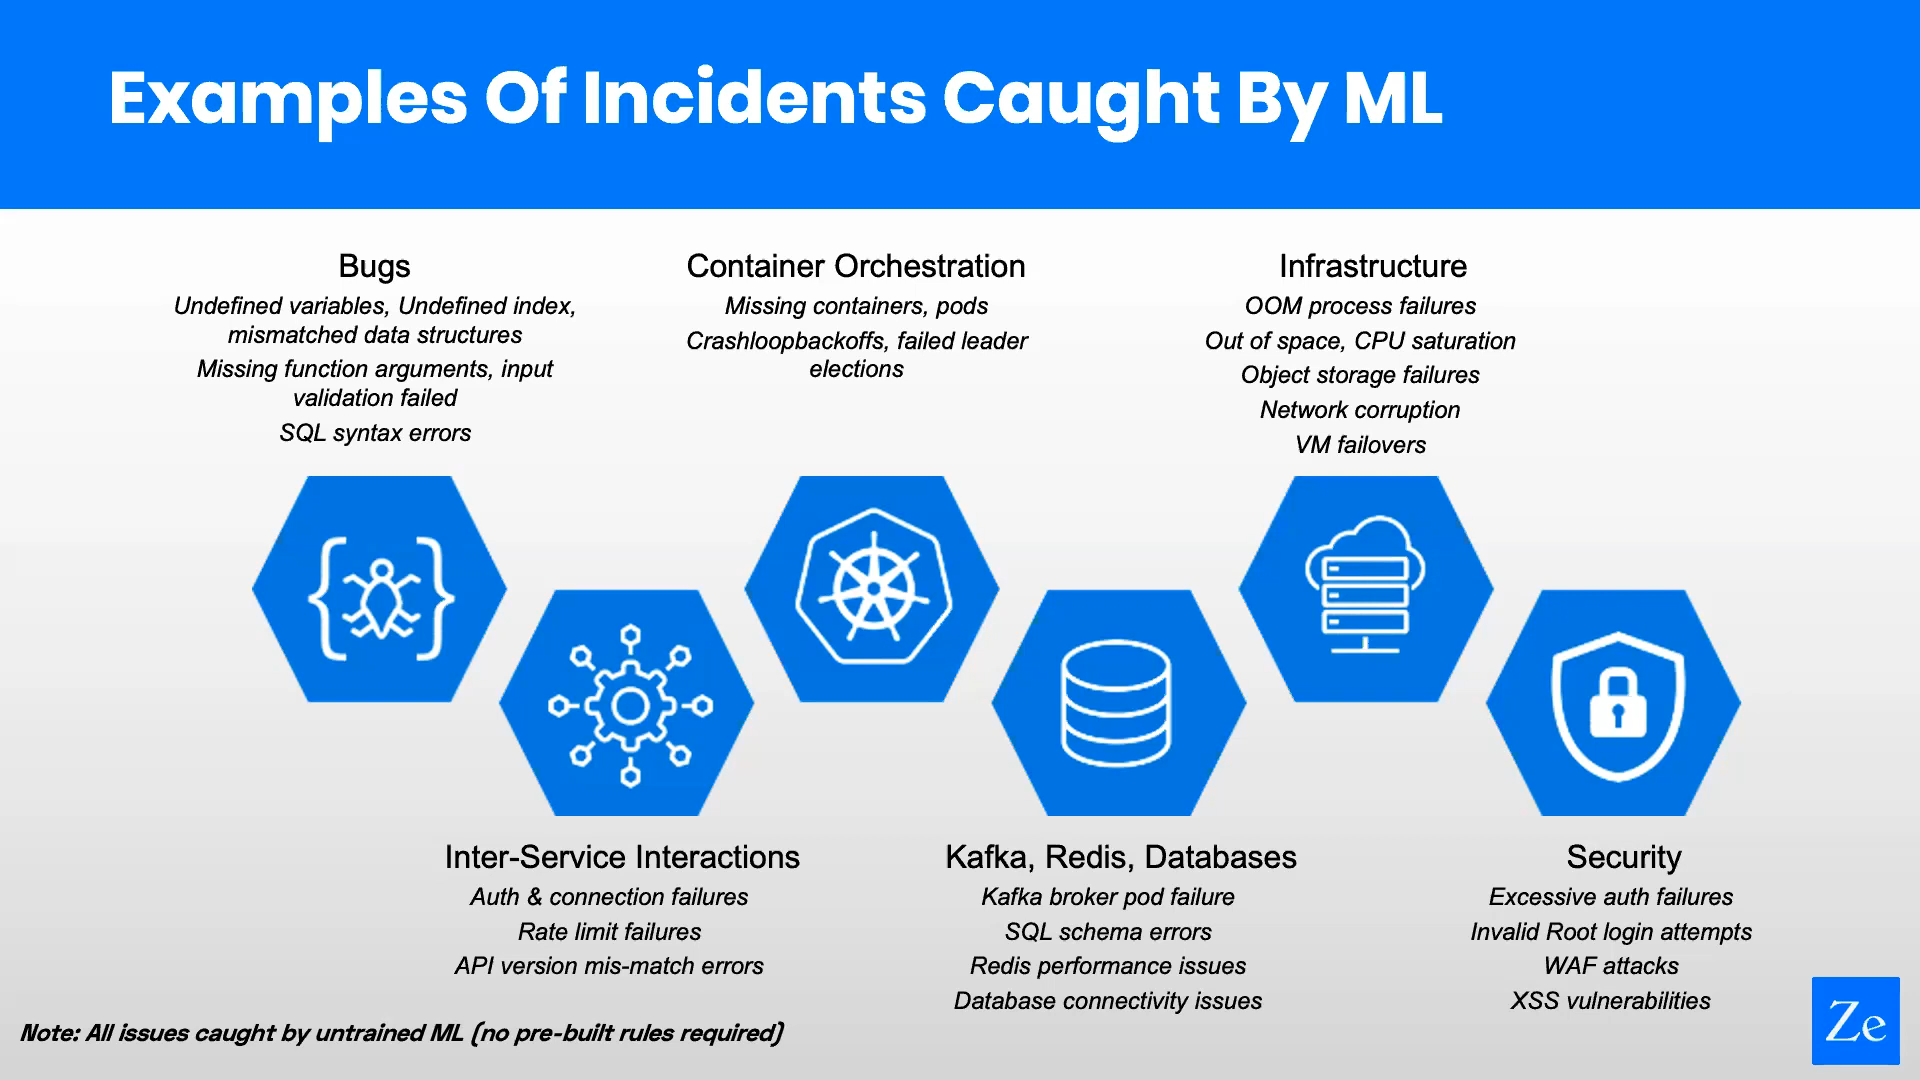 Examples Of Incidents Caught By ML
Bugs
Undefined variables, Undefined index,
mismatched data structures
Missing function arguments, input
validation failed
SQL syntax errors
Container Orchestration
Missing containers, pods
Crashloopbackoffs, failed leader
elections
Infrastructure
OOM process failures
Out of space, CPU saturation
Object storage failures
Network corruption
VM failovers
Inter-Service Interactions
Auth & connection failures
Rate limit failures
API version mis-match errors
Kafka, Redis, Databases
Kafka broker pod failure
SQL schema errors
Redis performance issues
Database connectivity issues
Security
Excessive auth failures
Invalid Root login attempts
WAF attacks
XSS vulnerabilities
Note: All issues caught by untrained ML (no pre-built rules required)
Ze